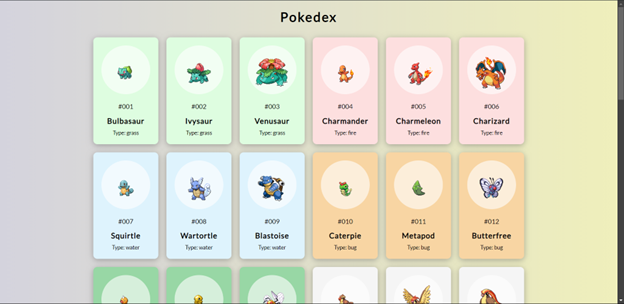 Pokedex
#001
Bulbasaur
Type: grass
#002
Ivysaur
Type: grass
#003
Venusaur
Type: grass
#004
Charmander
Type: fire
#005
Charmeleon
Type: fire
#006
Charizard
Type: fire
#007
Squirtle
Type: water
#008
Wartortle
Type: water
#009
Blastoise
Type: water
#010
Caterpie
Type: bug
#011
Metapod
Type: bug
#012
Butterfree
Type: bug